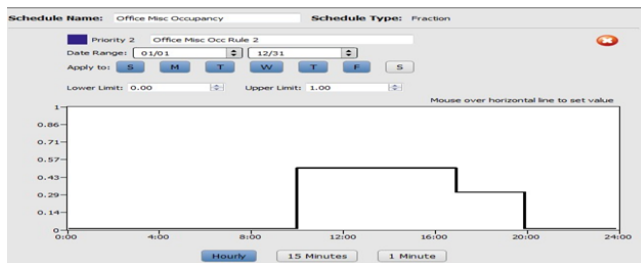 Schedule Name: Office Misc Occupancy Schedule Type: Fraction
Priority 2 Office Misc Occ Rule 2
Date Range: 01/01 12/31
Apply to: S M T W T F S
Lower Limit: 0.00 Upper Limit: 1.00
Mouse over horizontal line to set value
1
0.86
0.71
0.57
0.43
0.29
0.14
0
0:00 4:00 8:00 12:00 16:00 20:00 24:00
Hourly 15 Minutes 1 Minute